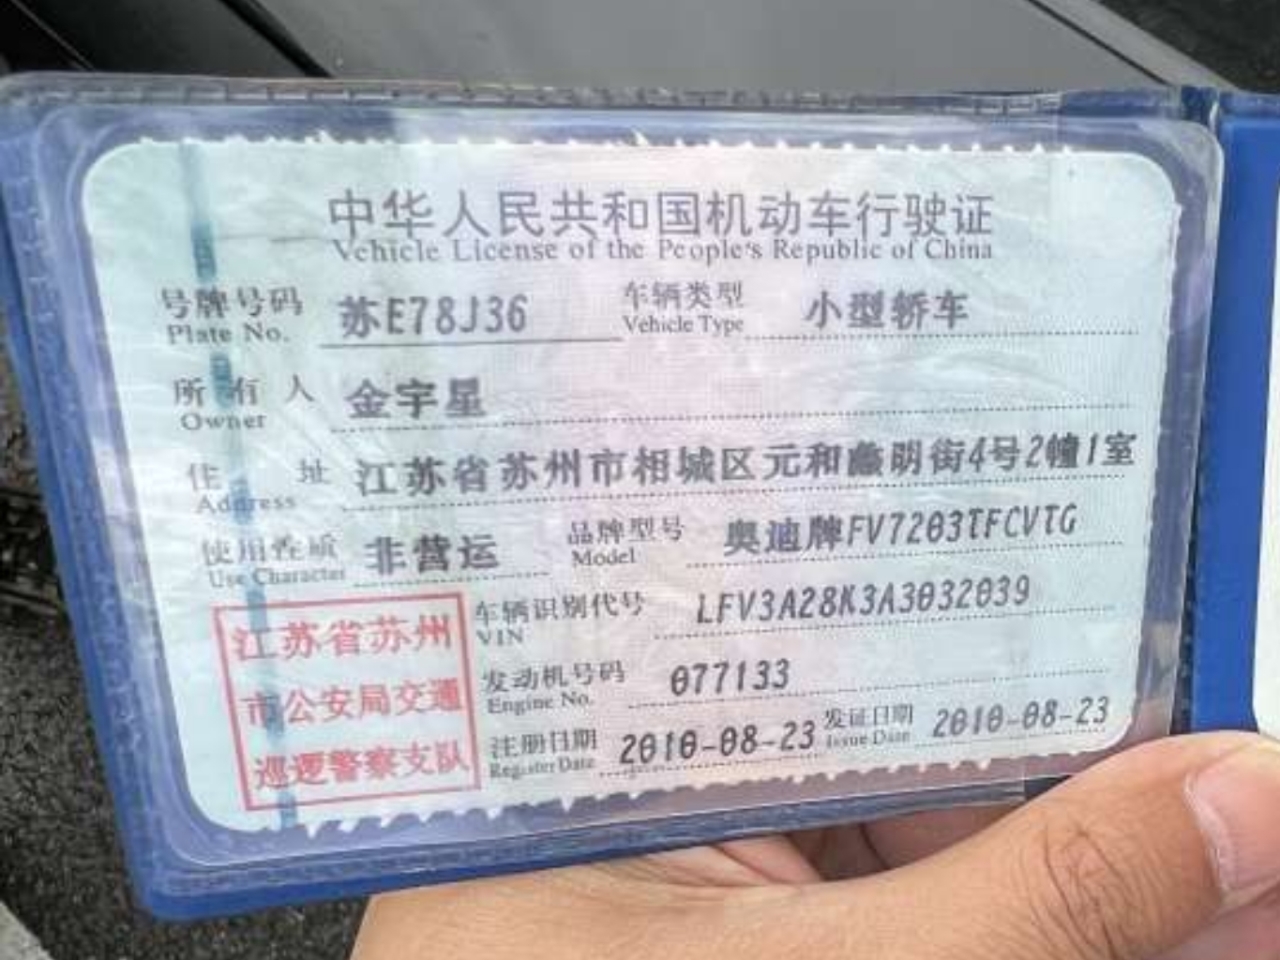 中华人民共和国机动车行驶证
Vehicle License of the People's Republic of China
号牌号码 苏E78J36 车辆类型 小型轿车
Plate No. Vehicle Type
所有人 金宇星
Owner
住址 江苏省苏州市相城区元和蠡明街4号2幢1室
Address
使用性质 非营运 品牌型号 奥迪牌FV7203TFCVTG
Use Character Model
车辆识别代号 LFV3A28K3A3032039
VIN
发动机号码 077133
Engine No.
注册日期 2010-08-23 发证日期 2010-08-23
Register Date Issue Date
江苏省苏州
市公安局交通
巡逻警察支队